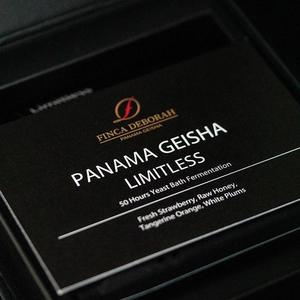 Limitless
FINCA DEBORAH
PANAMA GEISHA
PANAMA GEISHA
LIMITLESS
50 Hours Yeast Bath Fermentation
Fresh Strawberry, Raw Honey,
Tangerine Orange, White Plums